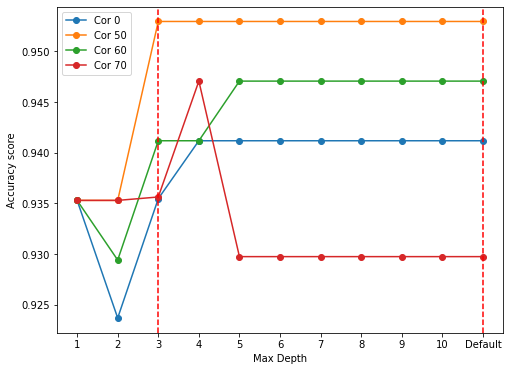 Cor 0
Cor 50
Cor 60
Cor 70
Accuracy score
0.950
0.945
0.940
0.935
0.930
0.925
1 2 3 4 5 6 7 8 9 10 Default
Max Depth